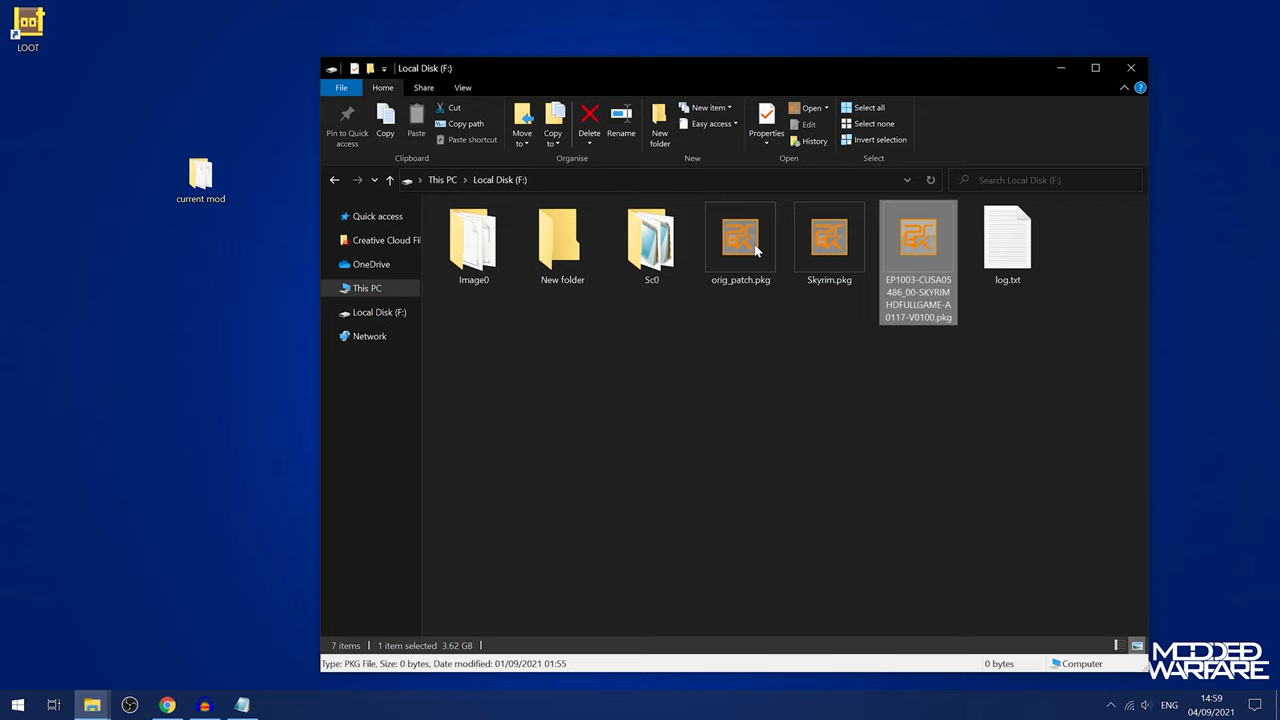 LOOT
current mod
Local Disk (F:)
File
Home
Share
View
Pin to Quick access
Copy
Paste
Cut
Copy path
Paste shortcut
Clipboard
Move to
Copy to
Delete
Rename
Organise
New folder
New item
Easy access
New
Properties
Open
Edit
History
Open
Select all
Select none
Invert selection
Select
This PC
Local Disk (F:)
Search Local Disk (F:)
Quick access
Creative Cloud Fil
OneDrive
This PC
Local Disk (F:)
Network
Image0
New folder
Sc0
orig_patch.pkg
Skyrim.pkg
EP1003-CUSA05
486_00-SKYRIM
HDFULLGAME-A
0117-V0100.pkg
log.txt
7 items
1 item selected 3.62 GB
Type: PKG File, Size: 0 bytes, Date modified: 01/09/2021 01:55
0 bytes
Computer
MODDED
WARFARE
ENG
14:59
04/09/2021